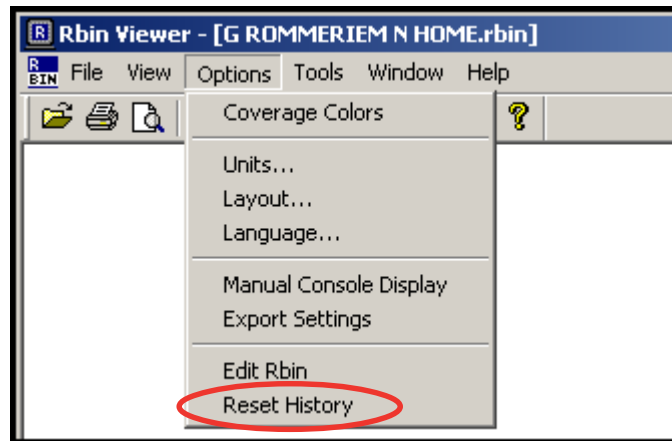 R Rbin Viewer - [G ROMMERIEM N HOME.rbin]
R BIN File View Options Tools Window Help
Coverage Colors
?
Units...
Layout...
Language...
Manual Console Display
Export Settings
Edit Rbin
Reset History